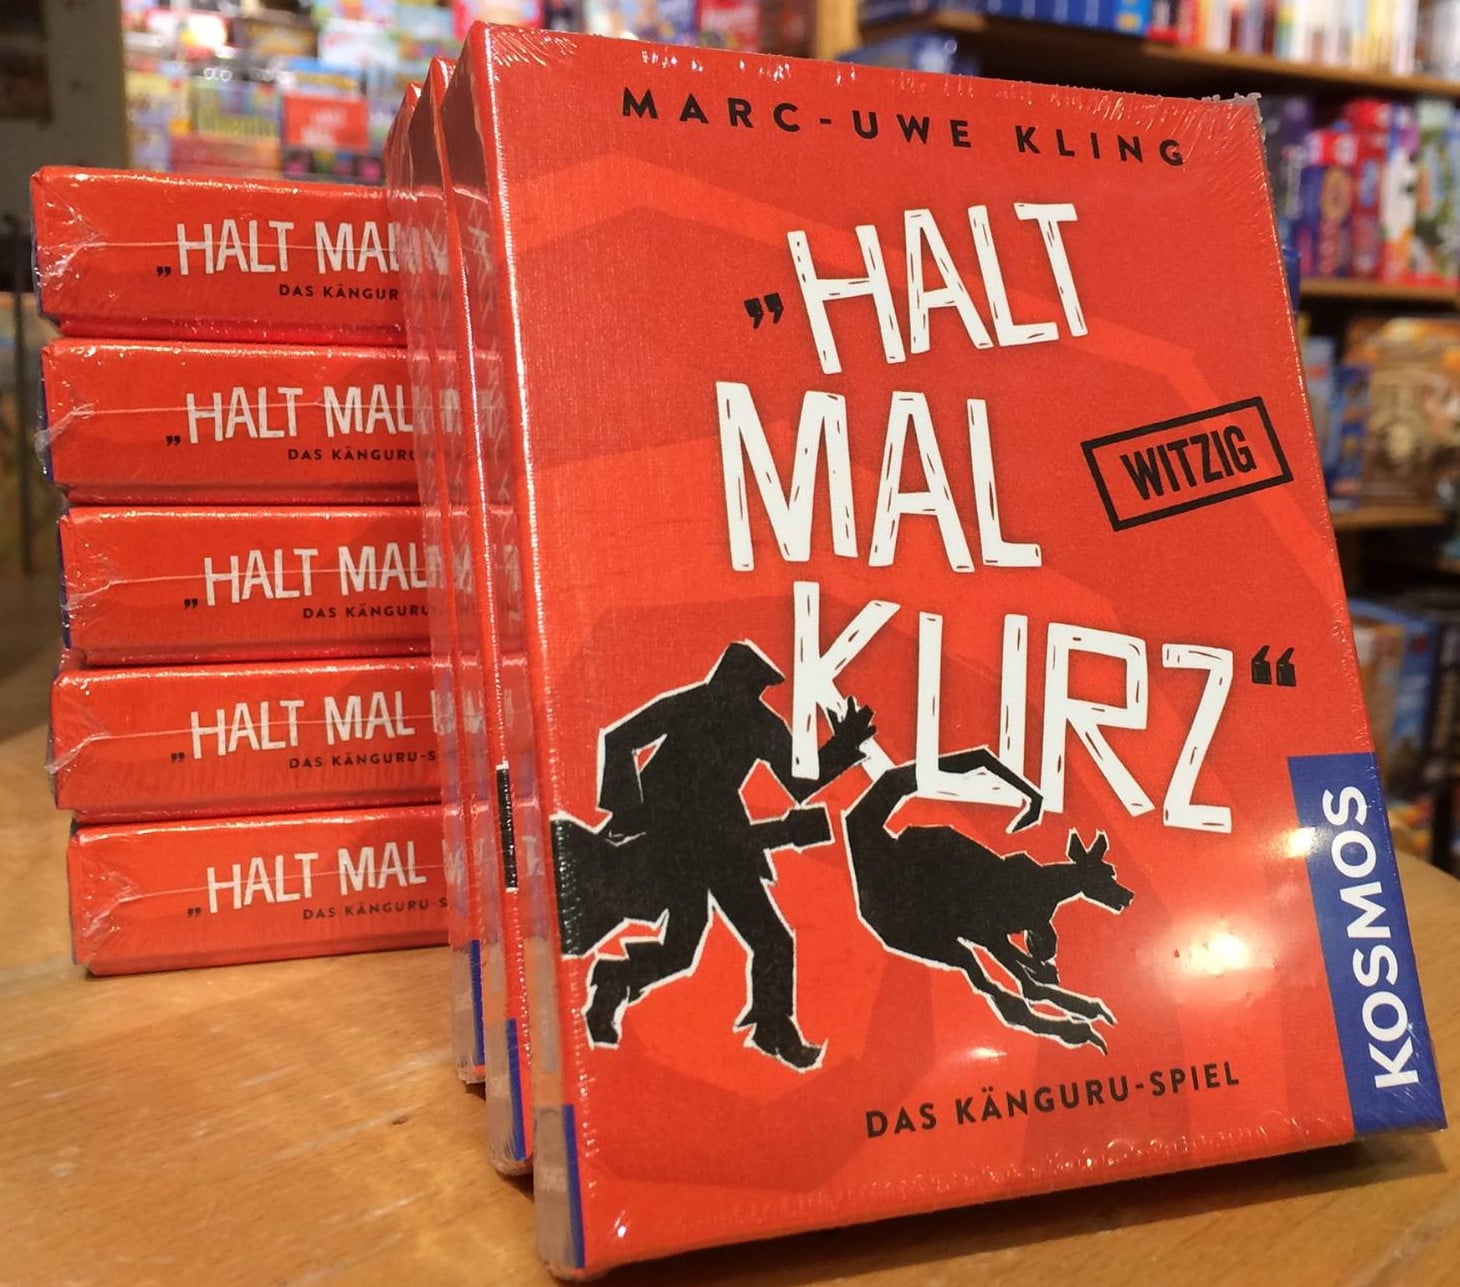 MARC-UWE KLING
„HALT
MAL
KURZ“
WITZIG
DAS KÄNGURU-SPIEL
KOSMOS
„HALT MAL
DAS KÄNGUR
„HALT MAL
DAS KÄNGURU
„HALT MAL
DAS KÄNGURU
„HALT MAL
DAS KÄNGURU-S
„HALT MAL
DAS KÄNGURU-S